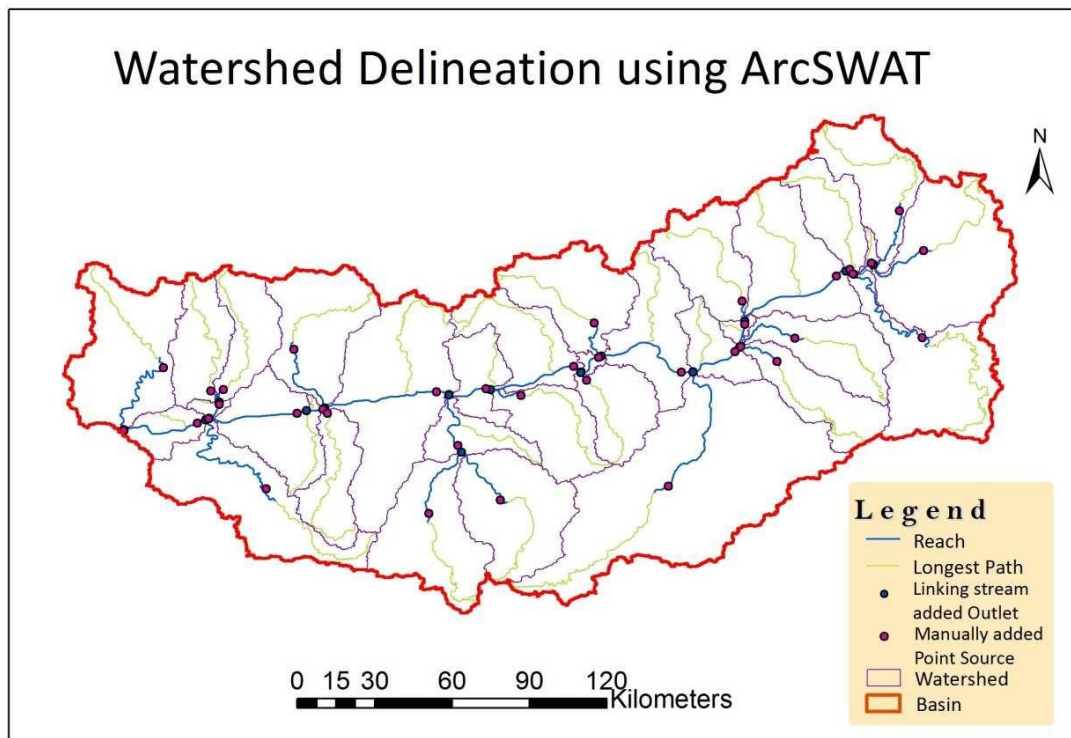 Watershed Delineation using ArcSWAT
N
Legend
Reach
Longest Path
Linking stream
added Outlet
Manually added
Point Source
Watershed
Basin
0 15 30 60 90 120
Kilometers